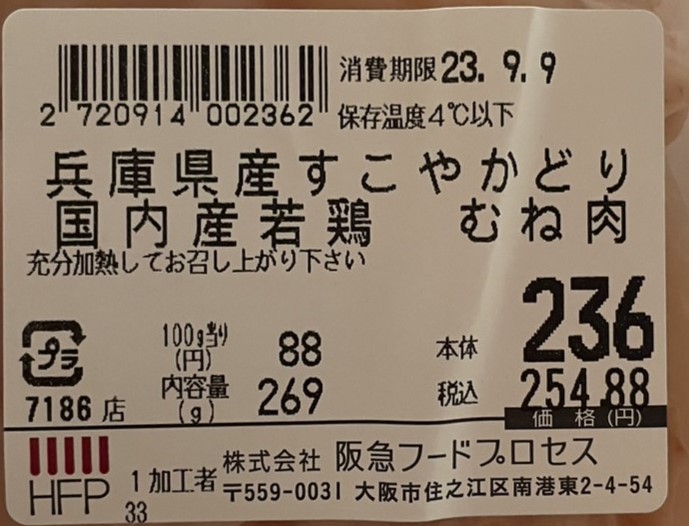 消費期限23. 9. 9
2 720914 002362
保存温度4℃以下
兵庫県産すこやかどり
国内産若鶏 むね肉
充分加熱してお召し上がり下さい
プラ
100g当り(円) 88
本体 236
内容量(g) 269
税込 254.88
7186 店
価格(円)
HFP
1加工者
33
株式会社 阪急フードプロセス
〒559-0031 大阪市住之江区南港東2-4-54